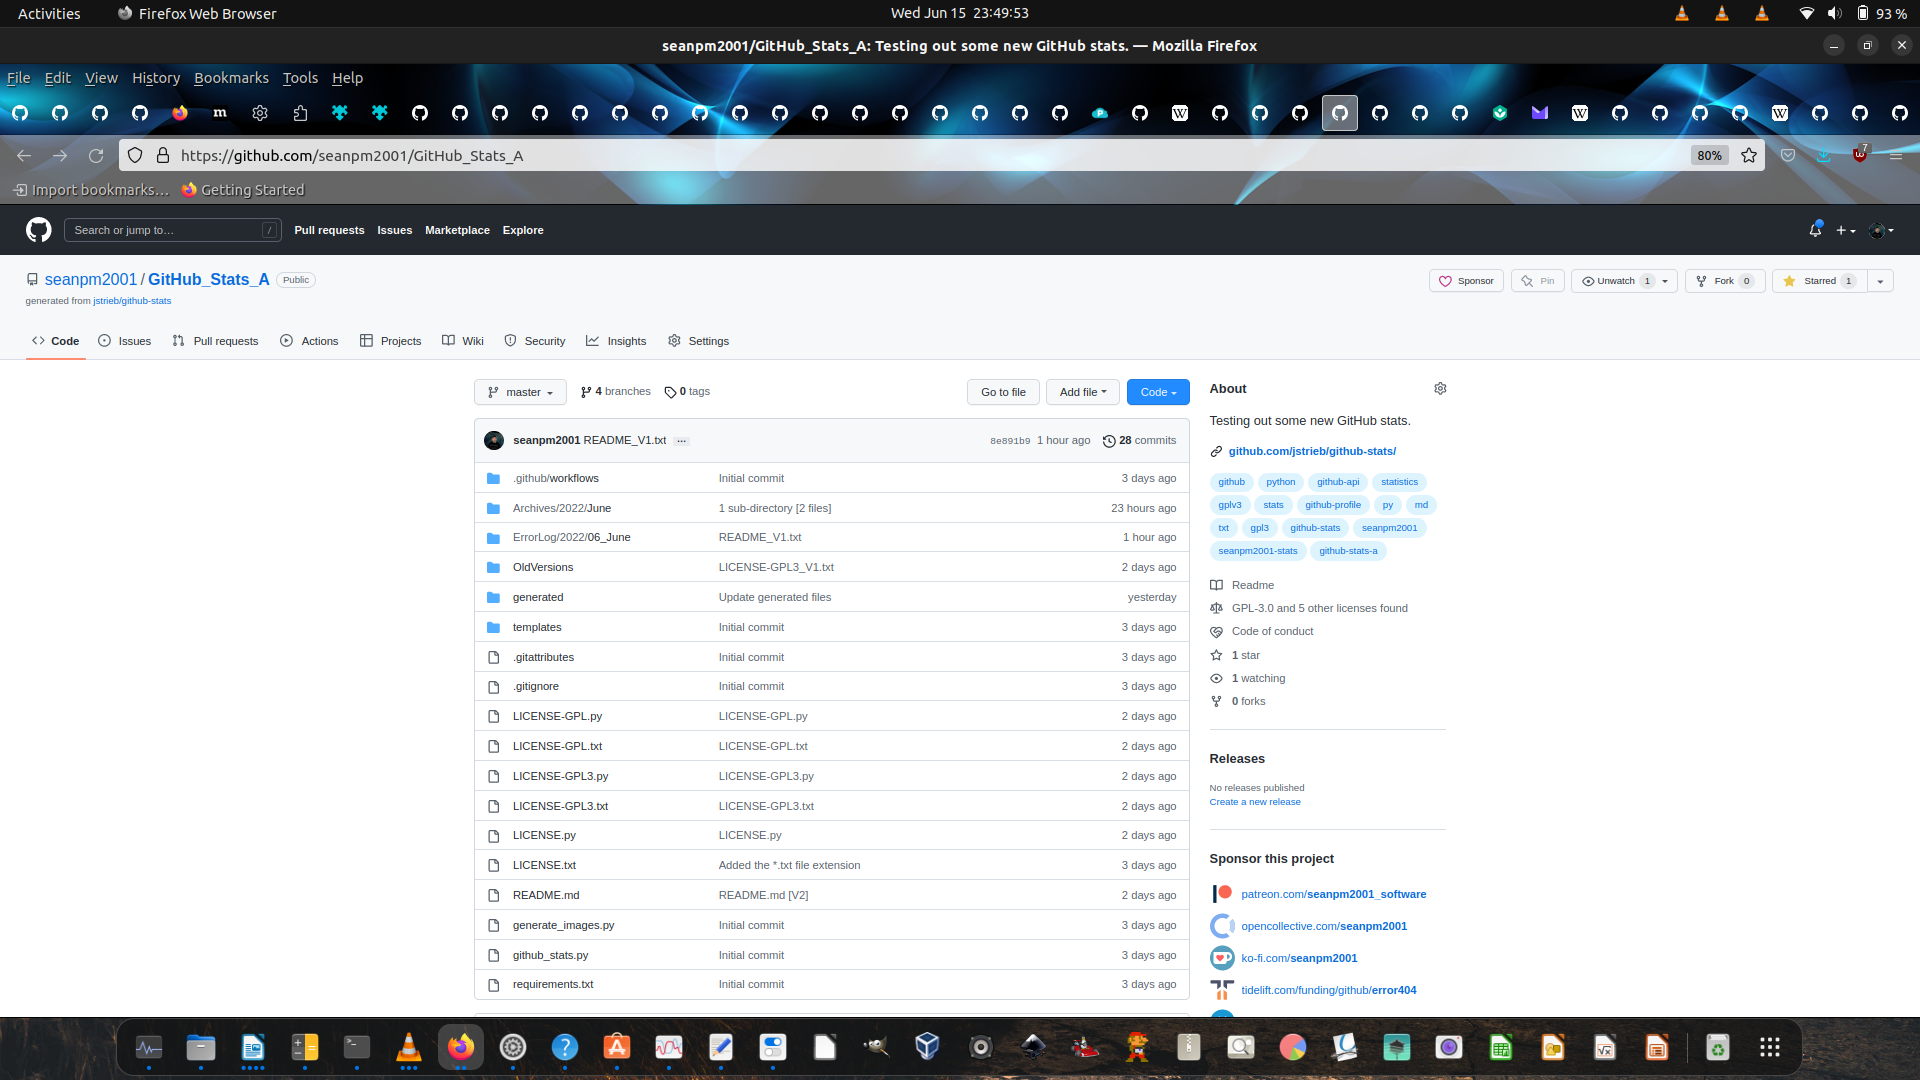 Activities Firefox Web Browser Wed Jun 15 23:49:53 93 %
seanpm2001/GitHub_Stats_A: Testing out some new GitHub stats. — Mozilla Firefox
File Edit View History Bookmarks Tools Help
https://github.com/seanpm2001/GitHub_Stats_A 80% 7
Import bookmarks… Getting Started
Search or jump to… / Pull requests Issues Marketplace Explore
seanpm2001 / GitHub_Stats_A Public Sponsor Pin Unwatch 1 Fork 0 Starred 1
generated from jstrieb/github-stats
Code Issues Pull requests Actions Projects Wiki Security Insights Settings
master 4 branches 0 tags Go to file Add file Code
seanpm2001 README_V1.txt ... 8e891b9 1 hour ago 28 commits
.github/workflows Initial commit 3 days ago
Archives/2022/June 1 sub-directory [2 files] 23 hours ago
ErrorLog/2022/06_June README_V1.txt 1 hour ago
OldVersions LICENSE-GPL3_V1.txt 2 days ago
generated Update generated files yesterday
templates Initial commit 3 days ago
.gitattributes Initial commit 3 days ago
.gitignore Initial commit 3 days ago
LICENSE-GPL.py LICENSE-GPL.py 2 days ago
LICENSE-GPL.txt LICENSE-GPL.txt 2 days ago
LICENSE-GPL3.py LICENSE-GPL3.py 2 days ago
LICENSE-GPL3.txt LICENSE-GPL3.txt 2 days ago
LICENSE.py LICENSE.py 2 days ago
LICENSE.txt Added the *.txt file extension 3 days ago
README.md README.md [V2] 2 days ago
generate_images.py Initial commit 3 days ago
github_stats.py Initial commit 3 days ago
requirements.txt Initial commit 3 days ago
About
Testing out some new GitHub stats.
github.com/jstrieb/github-stats/
github python github-api statistics
gplv3 stats github-profile py md
txt gpl3 github-stats seanpm2001
seanpm2001-stats github-stats-a
Readme
GPL-3.0 and 5 other licenses found
Code of conduct
1 star
1 watching
0 forks
Releases
No releases published
Create a new release
Sponsor this project
patreon.com/seanpm2001_software
opencollective.com/seanpm2001
ko-fi.com/seanpm2001
tidelift.com/funding/github/error404